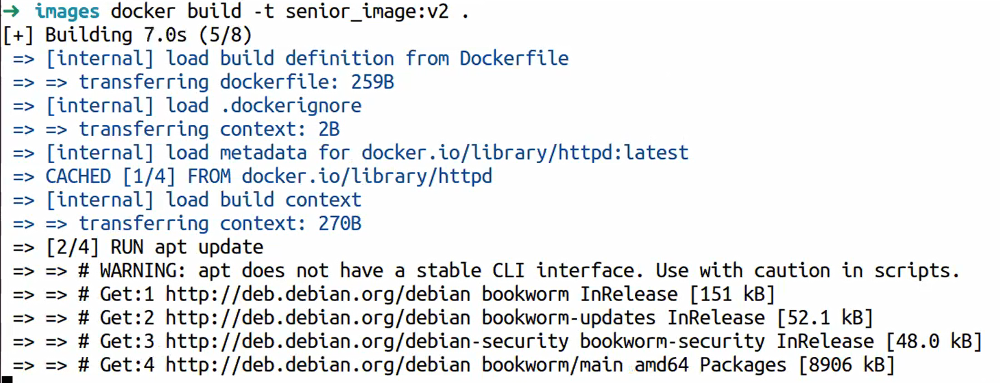 → images docker build -t senior_image:v2 .
[+] Building 7.0s (5/8)
=> [internal] load build definition from Dockerfile
=> => transferring dockerfile: 259B
=> [internal] load .dockerignore
=> => transferring context: 2B
=> [internal] load metadata for docker.io/library/httpd:latest
=> CACHED [1/4] FROM docker.io/library/httpd
=> [internal] load build context
=> => transferring context: 270B
=> [2/4] RUN apt update
=> => # WARNING: apt does not have a stable CLI interface. Use with caution in scripts.
=> => # Get:1 http://deb.debian.org/debian bookworm InRelease [151 kB]
=> => # Get:2 http://deb.debian.org/debian bookworm-updates InRelease [52.1 kB]
=> => # Get:3 http://deb.debian.org/debian-security bookworm-security InRelease [48.0 kB]
=> => # Get:4 http://deb.debian.org/debian bookworm/main amd64 Packages [8906 kB]